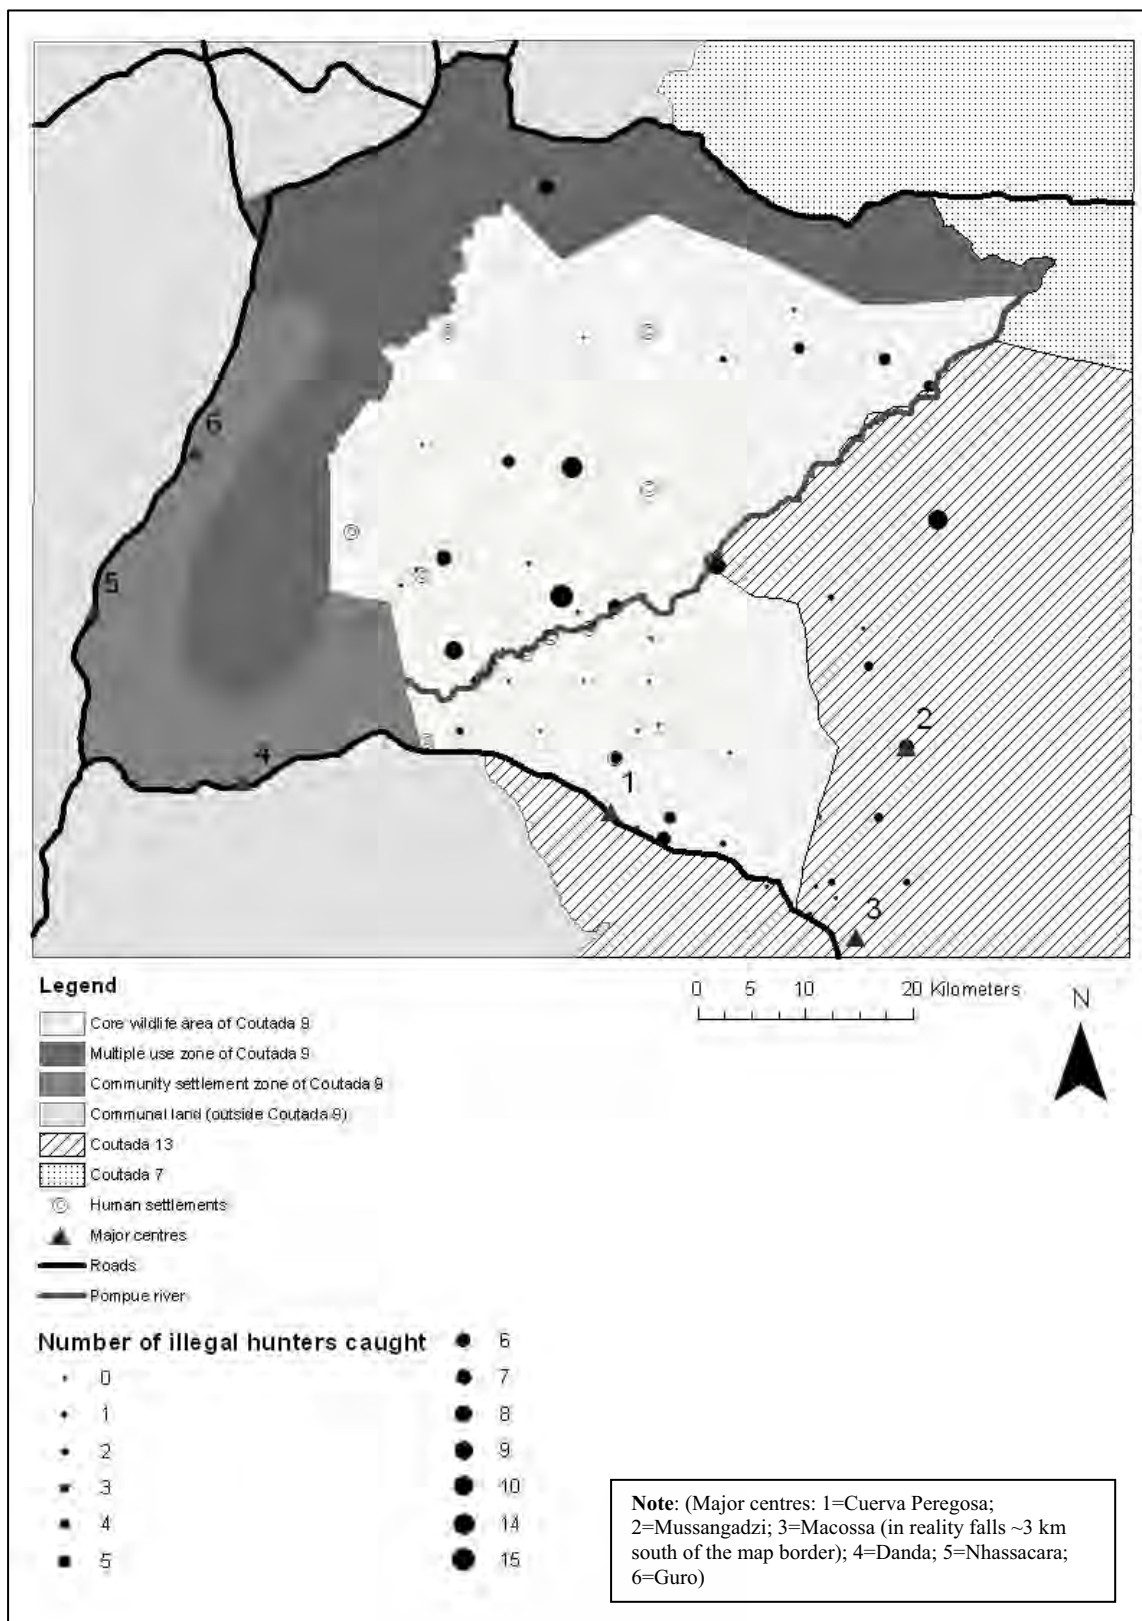 6
5
4
2
1
3
Legend
0 5 10 20 Kilometers
N
Core wildlife area of Coutada 9
Multiple use zone of Coutada 9
Community settlement zone of Coutada 9
Communal land (outside Coutada 9)
Coutada 13
Coutada 7
Human settlements
Major centres
Roads
Pompue river
Number of illegal hunters caught
0
1
2
3
4
5
6
7
8
9
10
14
15
Note: (Major centres: 1=Cuerva Peregosa;
2=Mussangadzi; 3=Macossa (in reality falls ~3 km
south of the map border); 4=Danda; 5=Nhassacara;
6=Guro)